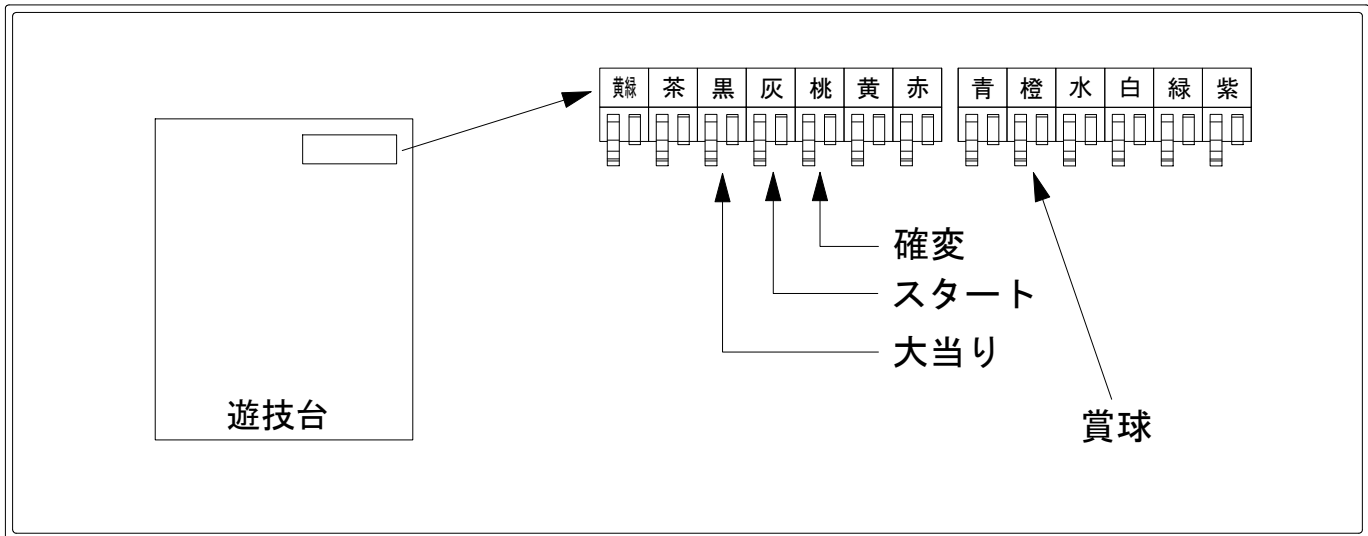 黄緑 茶 黒 灰 桃 黄 赤 青 橙 水 白 緑 紫
確変
スタート
大当り
遊技台
賞球